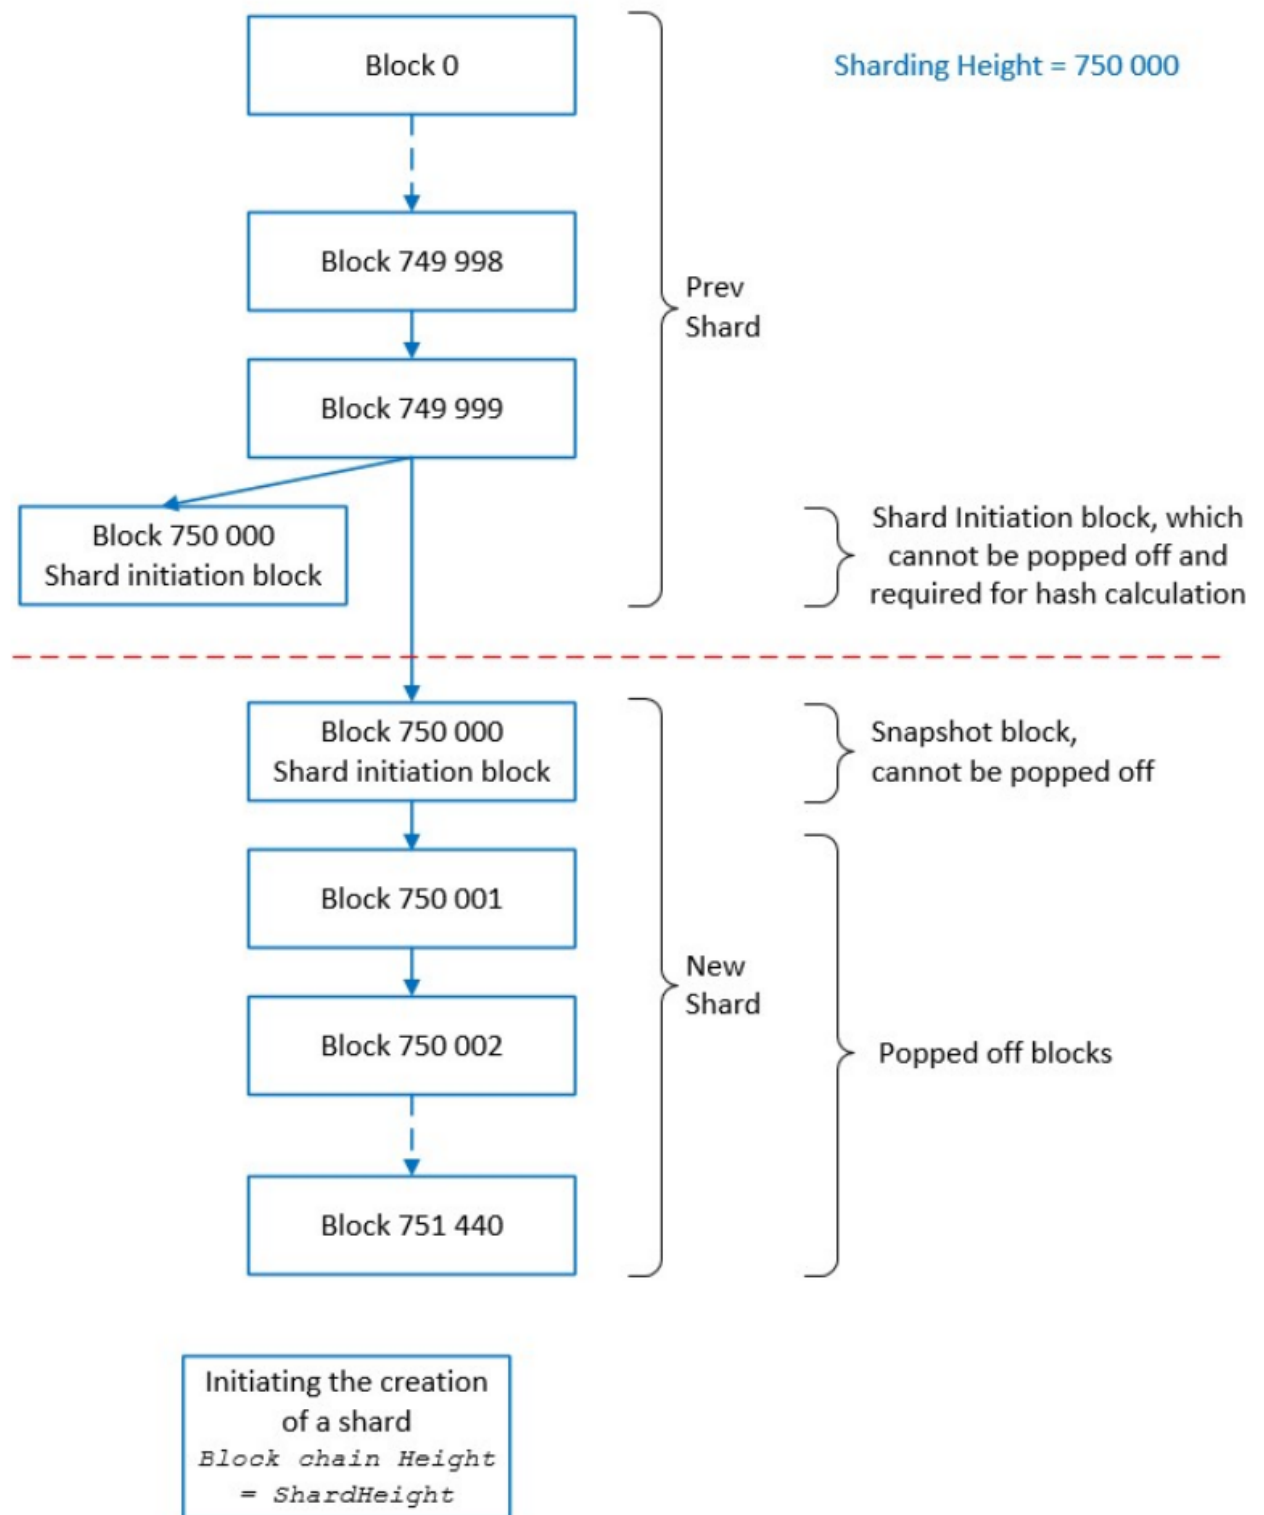 Block 0
Sharding Height = 750 000
Block 749 998
Prev
Shard
Block 749 999
Block 750 000
Shard initiation block
Shard Initiation block, which
cannot be popped off and
required for hash calculation
Block 750 000
Shard initiation block
Snapshot block,
cannot be popped off
Block 750 001
New
Shard
Block 750 002
Popped off blocks
Block 751 440
Initiating the creation
of a shard
Block chain Height
= ShardHeight